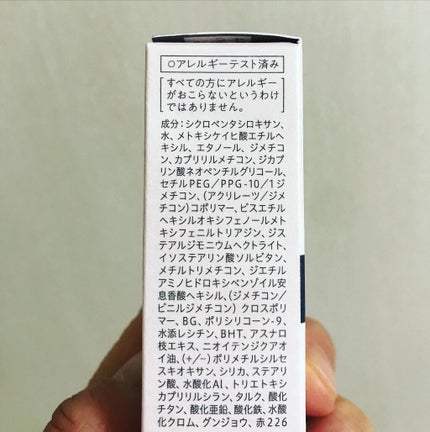 ○アレルギーテスト済み
すべての方にアレルギー
がおこらないというわけ
ではありません。
成分：シクロペンタシロキサン、
水、メトキシケイヒ酸エチルヘ
キシル、エタノール、ジメチコ
ン、カプリリルメチコン、ジカプ
リン酸ネオペンチルグリコール、
セチルPEG/PPG-10/1ジ
メチコン、(アクリレーツ/ジメ
チコン)コポリマー、ビスエチル
ヘキシルオキシフェノールメト
キシフェニルトリアジン、ジス
テアルジモニウムヘクトライト、
イソステアリン酸ソルビタン、
メチルトリメチコン、ジエチル
アミノヒドロキシベンゾイル安
息香酸ヘキシル、(ジメチコン/
ビニルジメチコン) クロスポリ
マー、BG、ポリシリコーン-9、
水添レシチン、BHT、アスナロ
枝エキス、ニオイテンジクアオ
イ油、(+/−)ポリメチルシルセ
スキオキサン、シリカ、ステアリ
ン酸、水酸化Al、トリエトキシ
カプリリルシラン、タルク、酸化
チタン、酸化亜鉛、酸化鉄、水酸
化クロム、グンジョウ、赤226